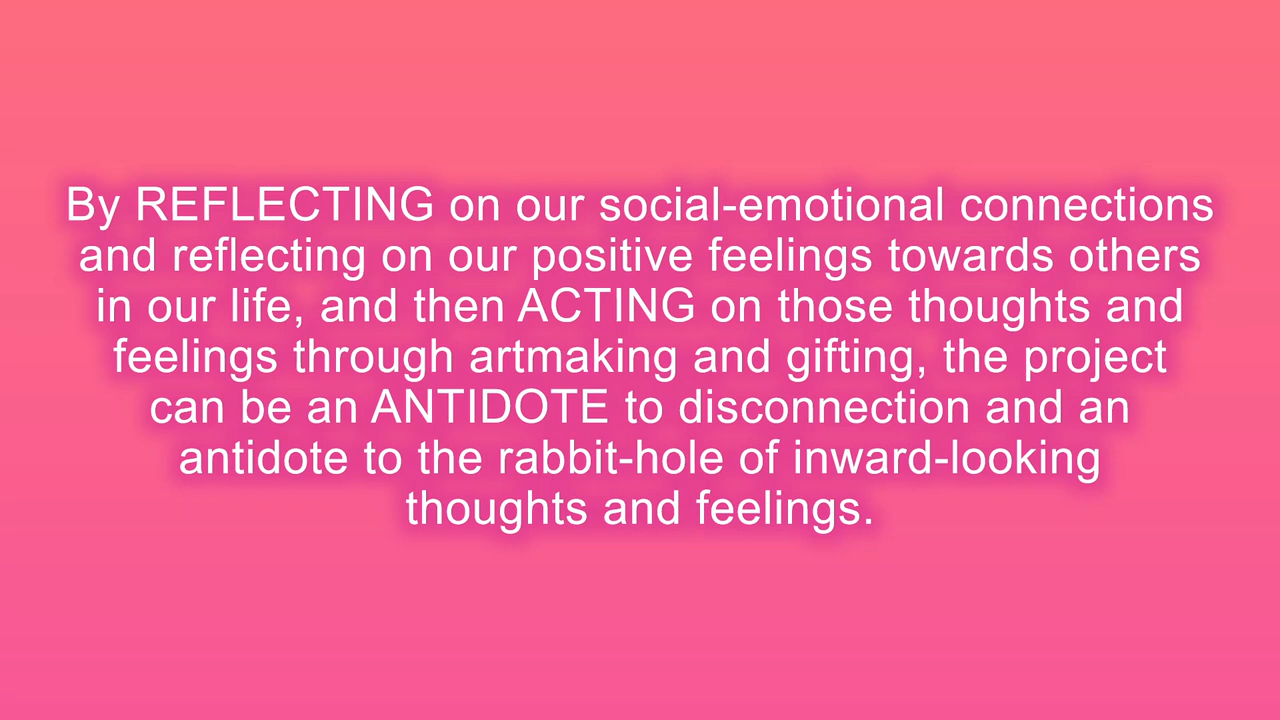 By REFLECTING on our social-emotional connections
and reflecting on our positive feelings towards others
in our life, and then ACTING on those thoughts and
feelings through artmaking and gifting, the project
can be an ANTIDOTE to disconnection and an
antidote to the rabbit-hole of inward-looking
thoughts and feelings.